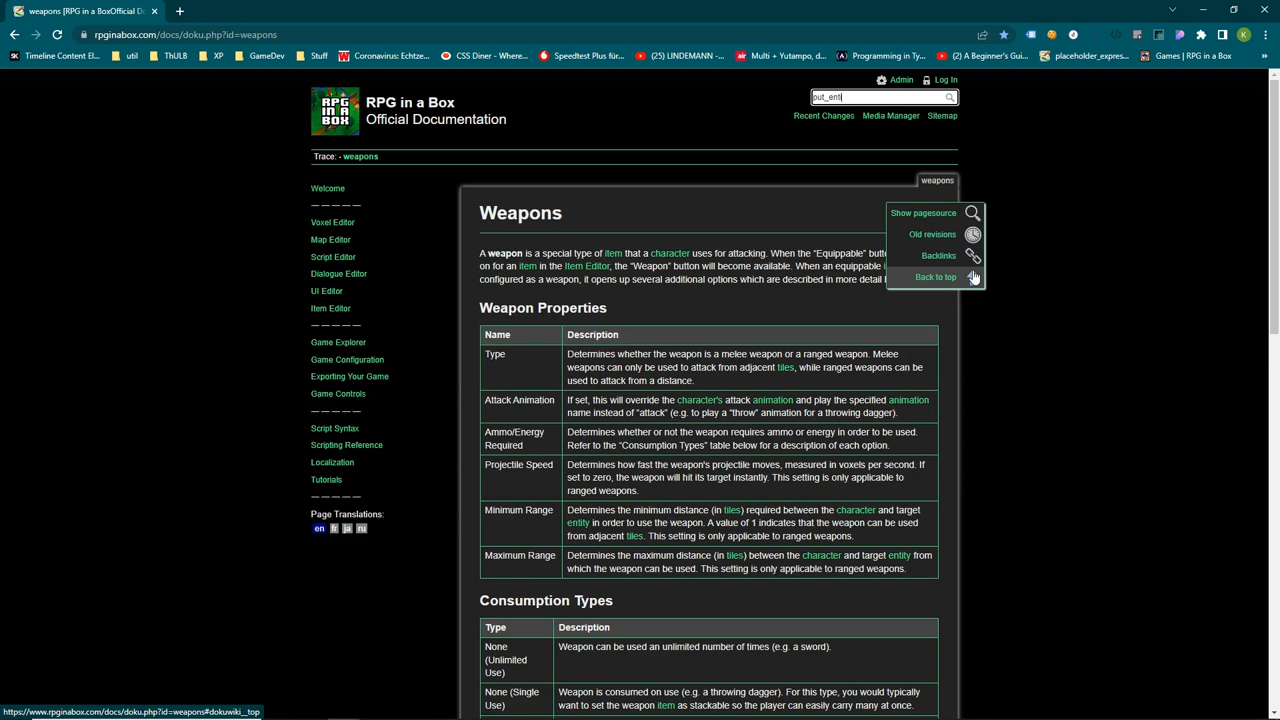 weapons [RPG in a BoxOfficial D
rpginabox.com/docs/doku.php?id=weapons
Timeline Content El... util ThULB XP GameDev Stuff Coronavirus: Echtze... CSS Diner - Where... Speedtest Plus für... (25) LINDEMANN -... Multi + Yutampo, d... Programming in Ty... (2) A Beginner's Gu... placeholder_expres... Games | RPG in a Box »
Admin Log In
RPG in a Box
Official Documentation
put_enti
Recent Changes Media Manager Sitemap
Trace: • weapons
weapons
Welcome
— — — — —
Voxel Editor
Map Editor
Script Editor
Dialogue Editor
UI Editor
Item Editor
— — — — —
Game Explorer
Game Configuration
Exporting Your Game
Game Controls
— — — — —
Script Syntax
Scripting Reference
Localization
Tutorials
— — — — —
Page Translations:
en fr ja ru
Show pagesource
Old revisions
Backlinks
Back to top
Weapons
A weapon is a special type of item that a character uses for attacking. When the “Equippable” but
on for an item in the Item Editor, the “Weapon” button will become available. When an equippable
configured as a weapon, it opens up several additional options which are described in more detail
Weapon Properties
Name Description
Type Determines whether the weapon is a melee weapon or a ranged weapon. Melee
weapons can only be used to attack from adjacent tiles, while ranged weapons can be
used to attack from a distance.
Attack Animation If set, this will override the character's attack animation and play the specified animation
name instead of “attack” (e.g. to play a “throw” animation for a throwing dagger).
Ammo/Energy Determines whether or not the weapon requires ammo or energy in order to be used.
Required Refer to the “Consumption Types” table below for a description of each option.
Projectile Speed Determines how fast the weapon's projectile moves, measured in voxels per second. If
set to zero, the weapon will hit its target instantly. This setting is only applicable to
ranged weapons.
Minimum Range Determines the minimum distance (in tiles) required between the character and target
entity in order to use the weapon. A value of 1 indicates that the weapon can be used
from adjacent tiles. This setting is only applicable to ranged weapons.
Maximum Range Determines the maximum distance (in tiles) between the character and target entity from
which the weapon can be used. This setting is only applicable to ranged weapons.
Consumption Types
Type Description
None Weapon can be used an unlimited number of times (e.g. a sword).
(Unlimited
Use)
None (Single Weapon is consumed on use (e.g. a throwing dagger). For this type, you would typically
Use) want to set the weapon item as stackable so the player can easily carry many at once.
https://www.rpginabox.com/docs/doku.php?id=weapons#dokuwiki__top